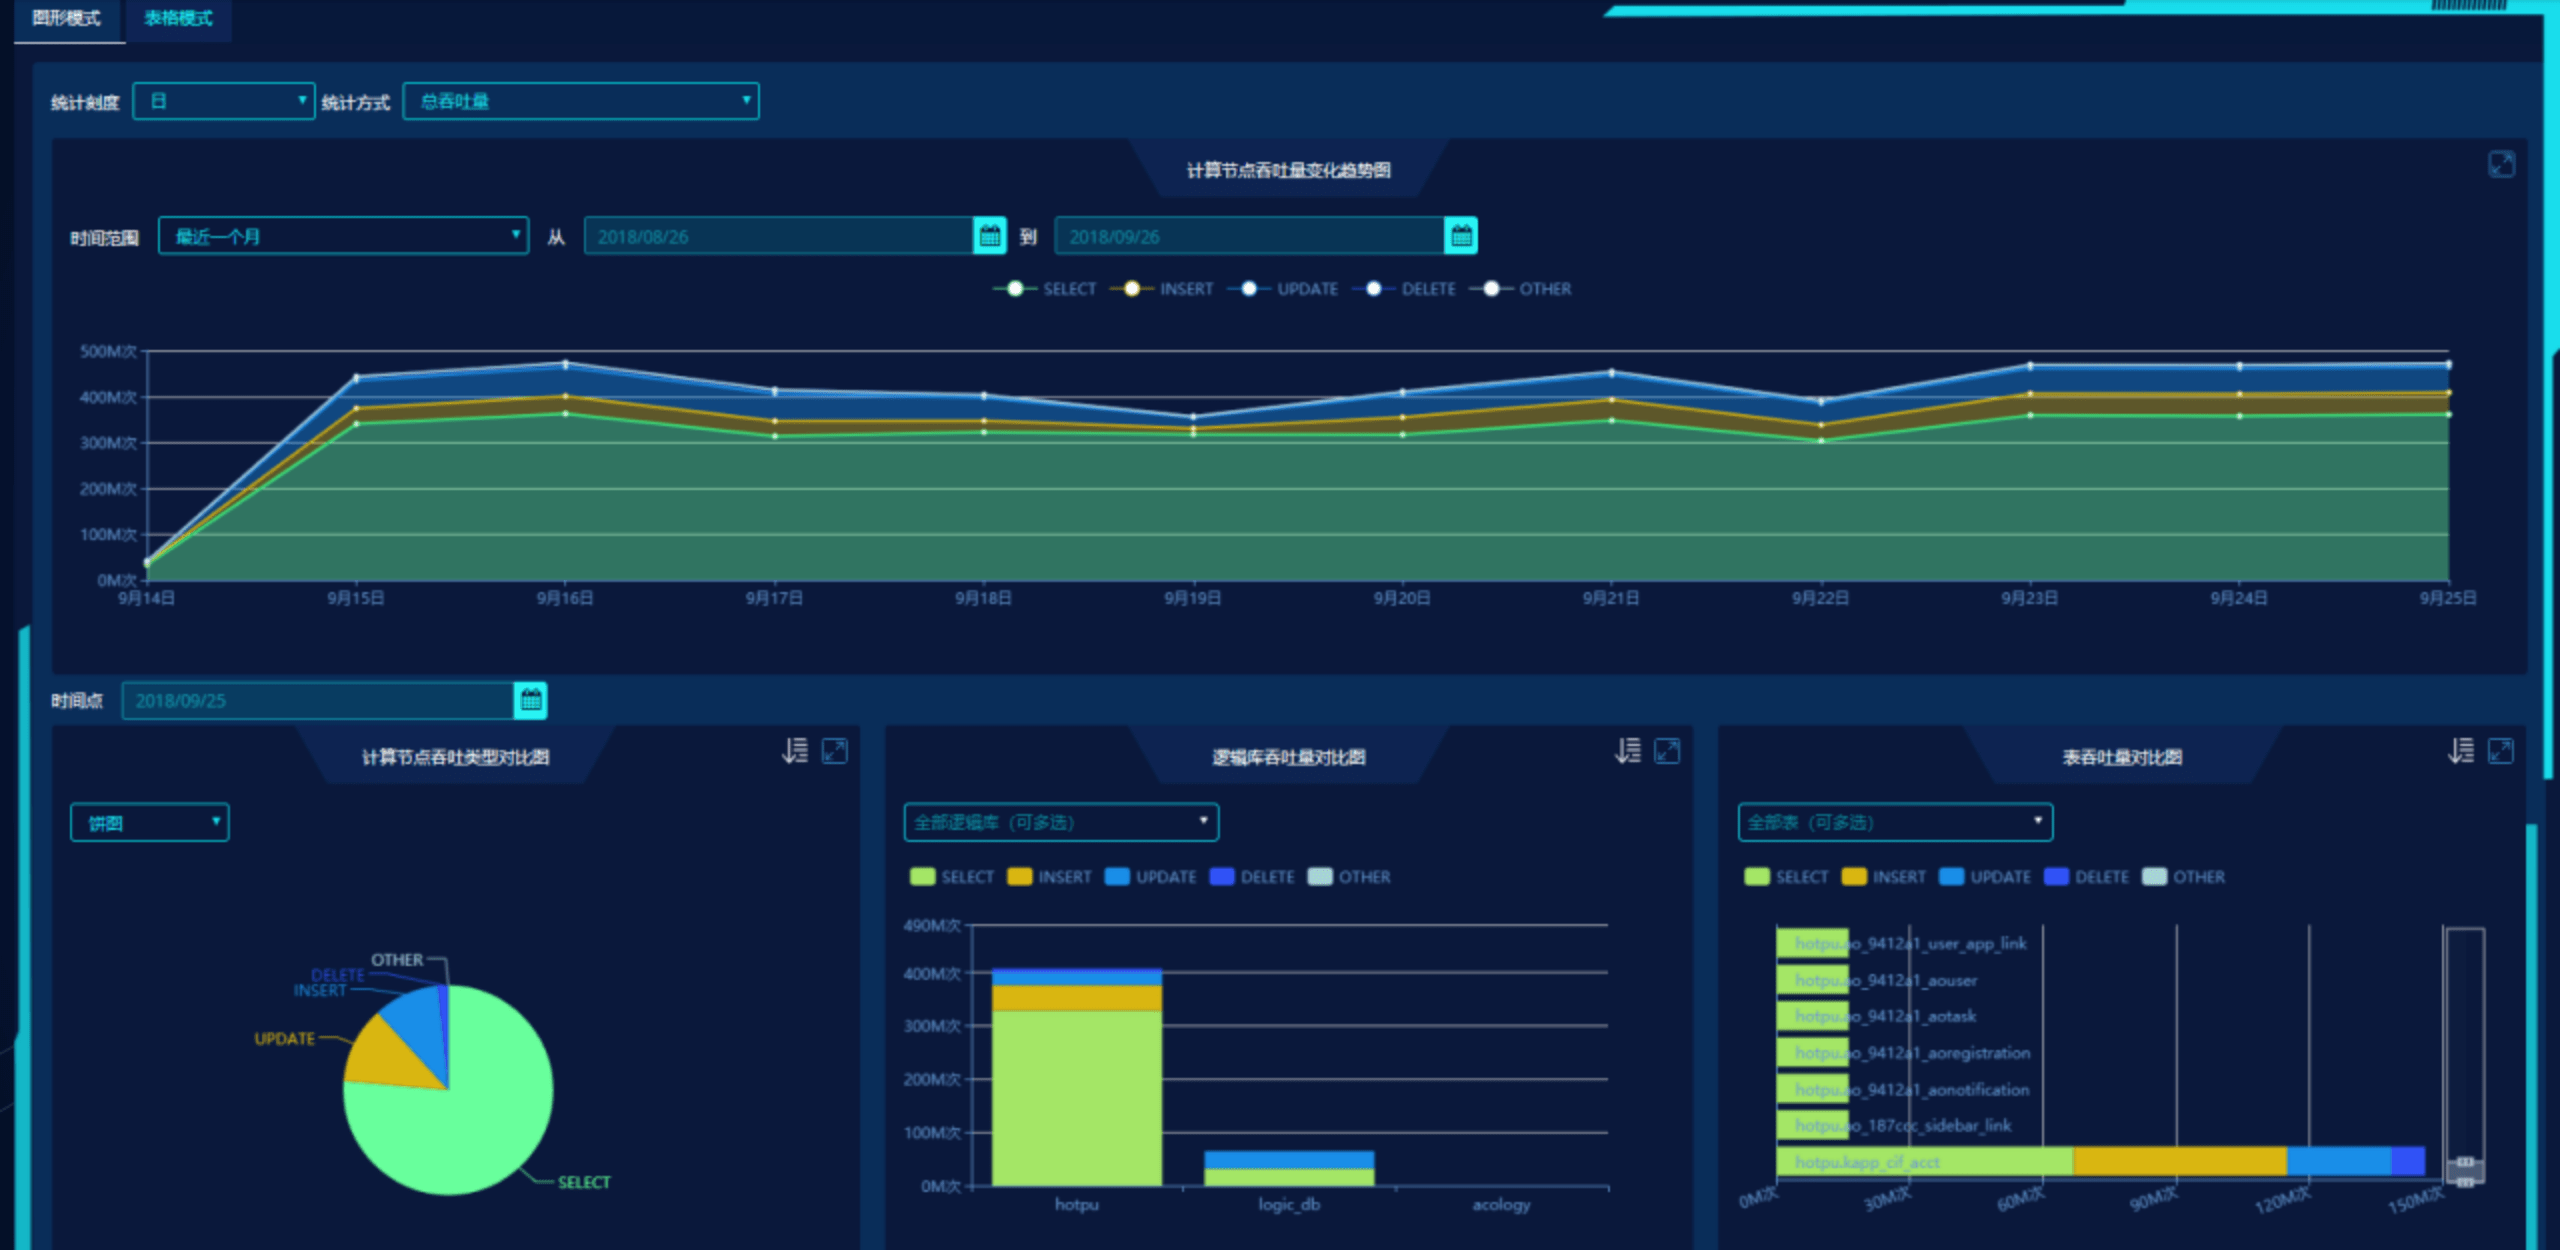 图形模式 表格模式
统计刻度 日 统计方式 总吞吐量
计算节点吞吐量变化趋势图
时间范围 最近一个月 从 2018/08/26 到 2018/09/26
SELECT INSERT UPDATE DELETE OTHER
500M次
400M次
300M次
200M次
100M次
0M次
9月14日 9月15日 9月16日 9月17日 9月18日 9月19日 9月20日 9月21日 9月22日 9月23日 9月24日 9月25日
时间点 2018/09/25
计算节点吞吐类型对比图
饼图
OTHER
DELETE
INSERT
UPDATE
SELECT
逻辑库吞吐量对比图
全部逻辑库（可多选）
SELECT INSERT UPDATE DELETE OTHER
490M次
400M次
300M次
200M次
100M次
0M次
hotpu logic_db acology
表吞吐量对比图
全部表（可多选）
SELECT INSERT UPDATE DELETE OTHER
hotpu.ao_9412a1_user_app_link
hotpu.ao_9412a1_aouser
hotpu.ao_9412a1_aotask
hotpu.ao_9412a1_aoregistration
hotpu.ao_9412a1_aonotification
hotpu.ao_187ccc_sidebar_link
hotpu.kapp_cif_acct
0M次 30M次 60M次 90M次 120M次 150M次